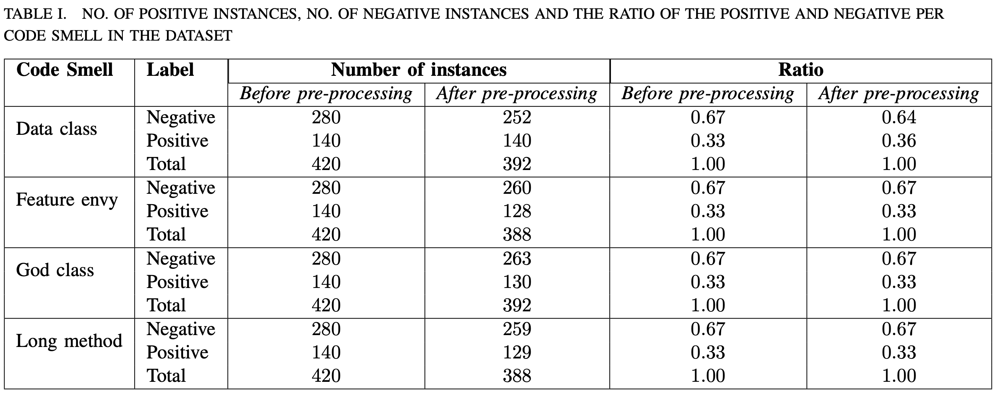 TABLE I. NO. OF POSITIVE INSTANCES, NO. OF NEGATIVE INSTANCES AND THE RATIO OF THE POSITIVE AND NEGATIVE PER
CODE SMELL IN THE DATASET
Code Smell Label Number of instances Ratio
Before pre-processing After pre-processing Before pre-processing After pre-processing
Data class
Negative 280 252 0.67 0.64
Positive 140 140 0.33 0.36
Total 420 392 1.00 1.00
Feature envy
Negative 280 260 0.67 0.67
Positive 140 128 0.33 0.33
Total 420 388 1.00 1.00
God class
Negative 280 263 0.67 0.67
Positive 140 130 0.33 0.33
Total 420 392 1.00 1.00
Long method
Negative 280 259 0.67 0.67
Positive 140 129 0.33 0.33
Total 420 388 1.00 1.00